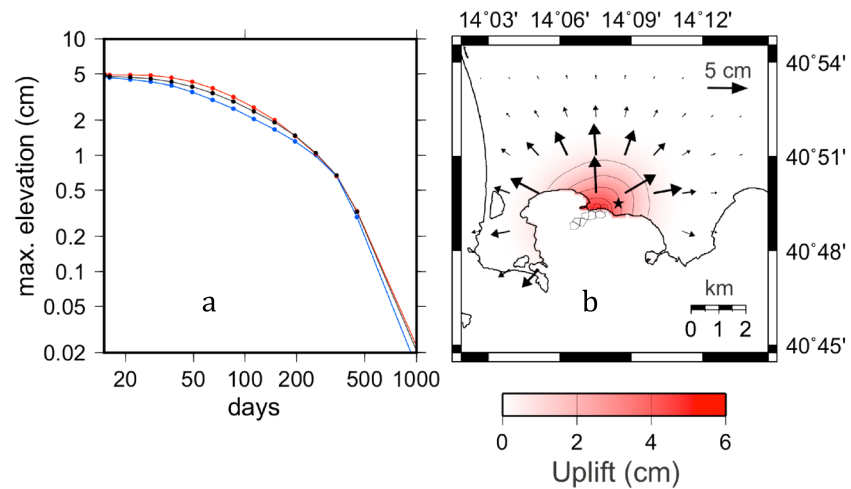 10
5
2
1
0.5
0.2
0.1
0.05
0.02
max. elevation (cm)
a
20 50 100 200 500 1000
days
14˚03' 14˚06' 14˚09' 14˚12'
5 cm
40˚54'
40˚51'
40˚48'
40˚45'
b
km
0 1 2
0 2 4 6
Uplift (cm)